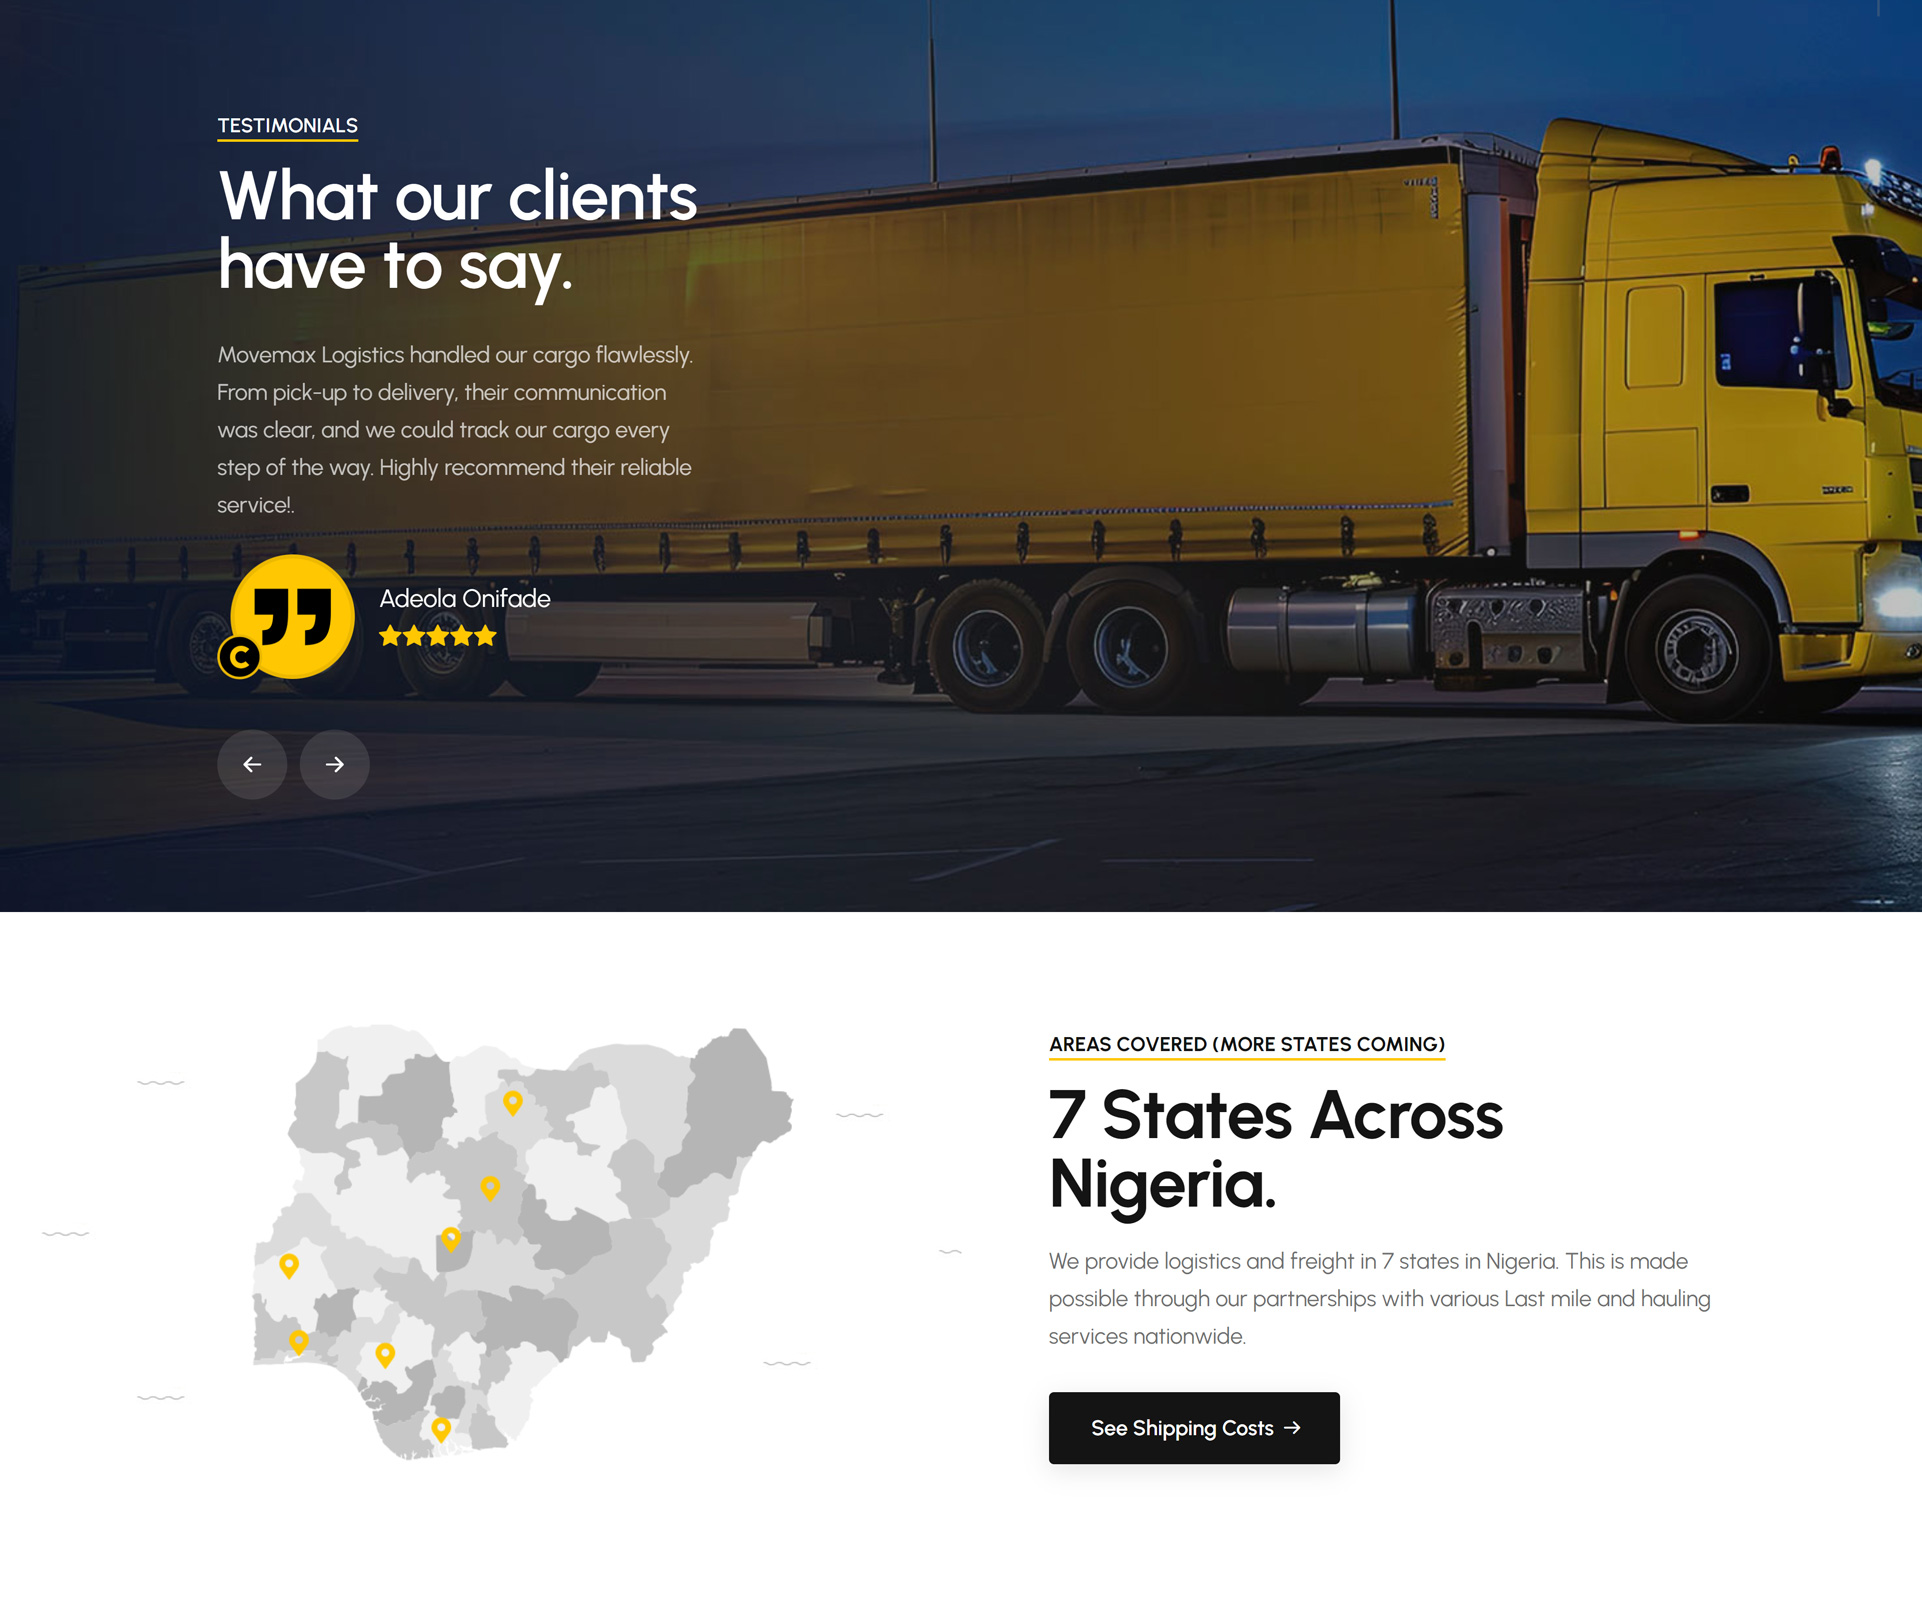 TESTIMONIALS
What our clients
have to say.
Movemax Logistics handled our cargo flawlessly.
From pick-up to delivery, their communication
was clear, and we could track our cargo every
step of the way. Highly recommend their reliable
service!.
Adeola Onifade
C
AREAS COVERED (MORE STATES COMING)
7 States Across
Nigeria.
We provide logistics and freight in 7 states in Nigeria. This is made
possible through our partnerships with various Last mile and hauling
services nationwide.
See Shipping Costs →